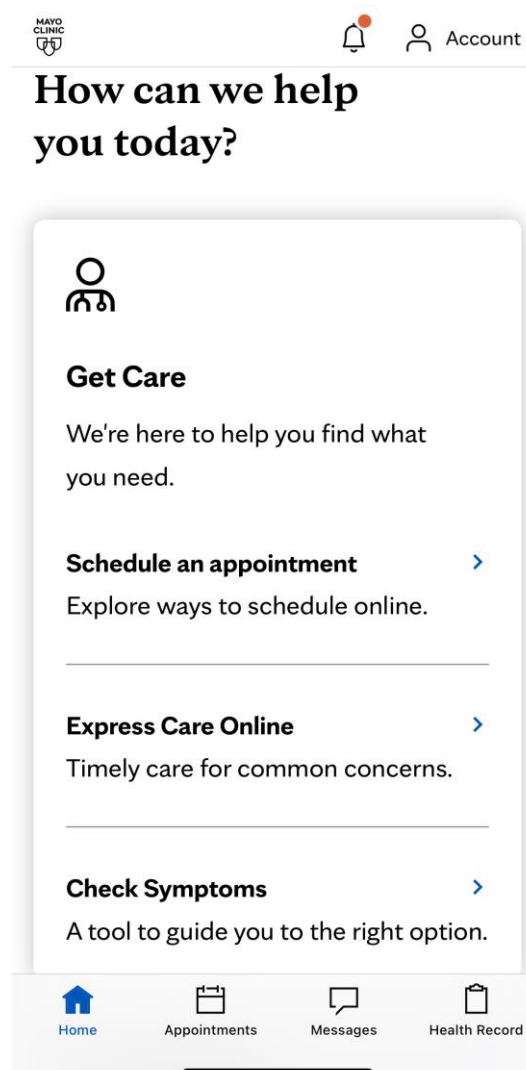 MAYO
CLINIC
Account
How can we help
you today?
Get Care
We're here to help you find what
you need.
Schedule an appointment
Explore ways to schedule online.
Express Care Online
Timely care for common concerns.
Check Symptoms
A tool to guide you to the right option.
Home Appointments Messages Health Record